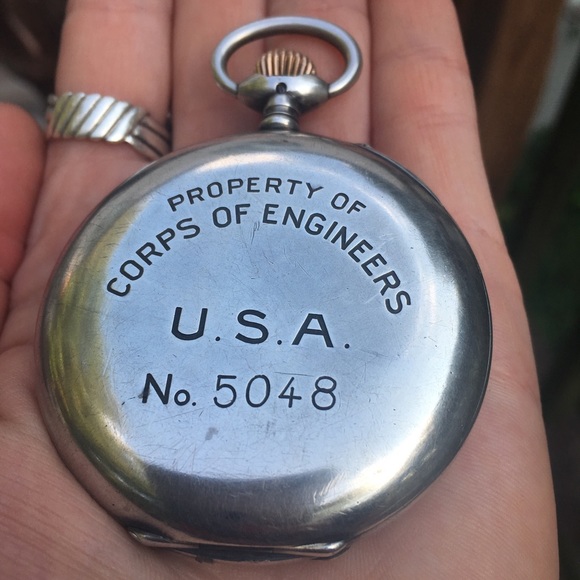 PROPERTY OF
CORPS OF ENGINEERS
U.S.A.
No. 5048